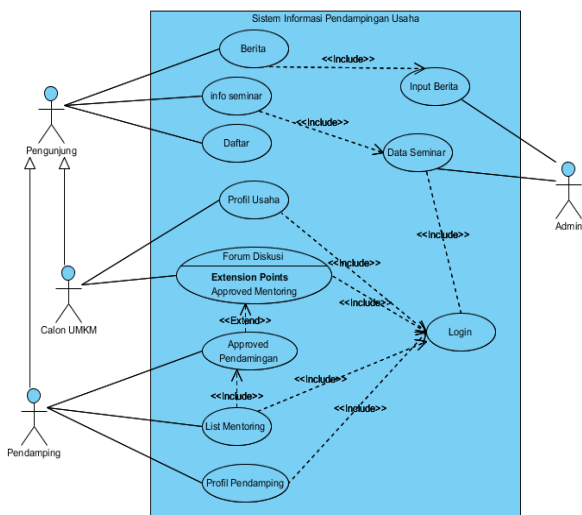 Sistem Informasi Pendampingan Usaha
Berita
<<Include>>
Input Berita
info seminar
<<Include>>
Pengunjung
Daftar
Data Seminar
Admin
Profil Usaha
<<Include>>
Forum Diskusi
Extension Points
Approved Mentoring
<<Include>>
Calon UMKM
<<Extend>>
Login
Approved
Pendamingan
<<Include>>
<<Include>>
List Mentoring
<<Include>>
Pendamping
Profil Pendamping
<<Include>>